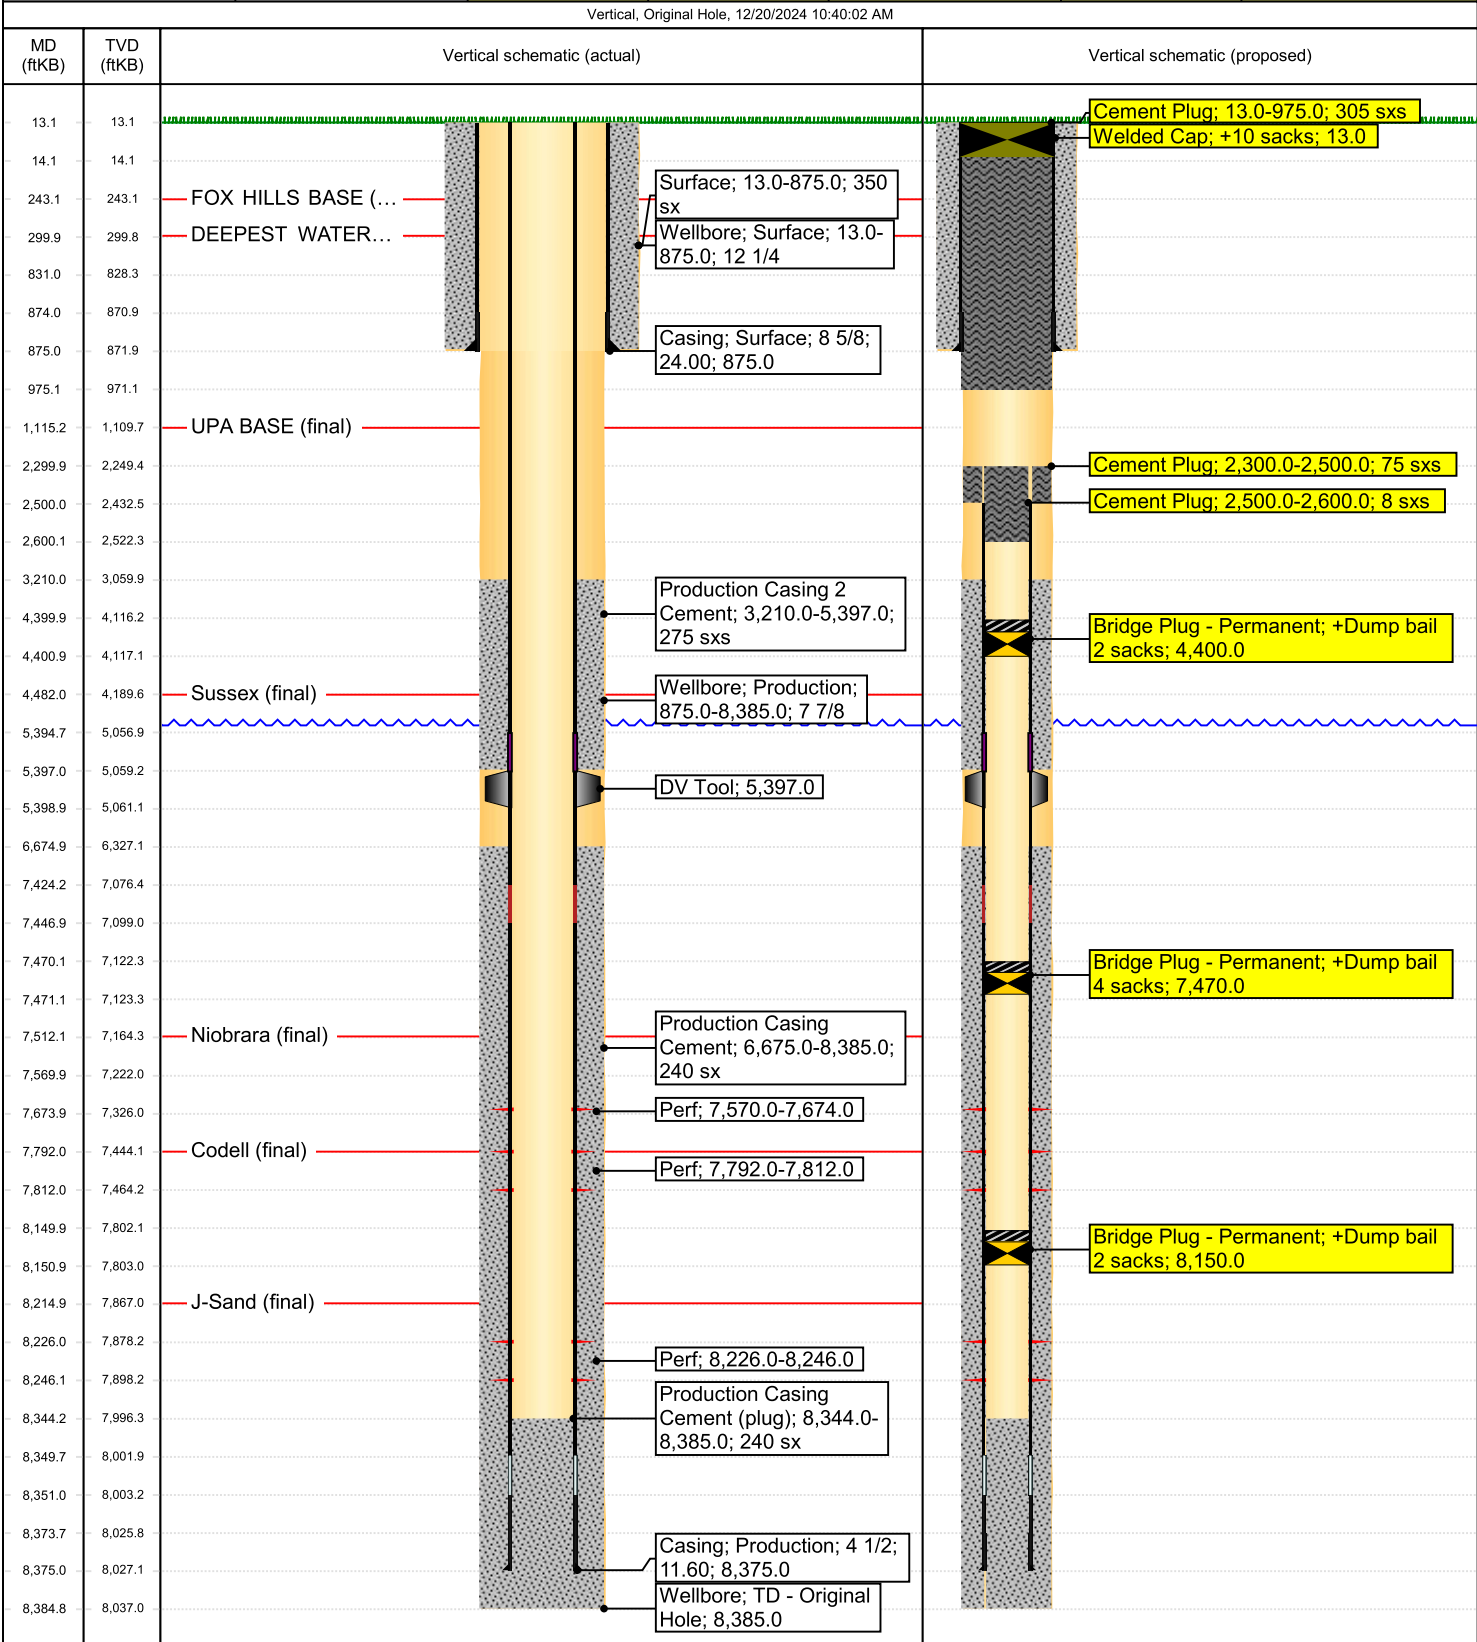 Vertical, Original Hole, 12/20/2024 10:40:02 AM
MD (ftKB)
TVD (ftKB)
Vertical schematic (actual)
Vertical schematic (proposed)
13.1 13.1
14.1 14.1
243.1 243.1
299.9 299.8
831.0 828.3
874.0 870.9
875.0 871.9
975.1 971.1
1,115.2 1,109.7
2,299.9 2,249.4
2,500.0 2,432.5
2,600.1 2,522.3
3,210.0 3,059.9
4,399.9 4,116.2
4,400.9 4,117.1
4,482.0 4,189.6
5,394.7 5,056.9
5,397.0 5,059.2
5,398.9 5,061.1
6,674.9 6,327.1
7,424.2 7,076.4
7,446.9 7,099.0
7,470.1 7,122.3
7,471.1 7,123.3
7,512.1 7,164.3
7,569.9 7,222.0
7,673.9 7,326.0
7,792.0 7,444.1
7,812.0 7,464.2
8,149.9 7,802.1
8,150.9 7,803.0
8,214.9 7,867.0
8,226.0 7,878.2
8,246.1 7,898.2
8,344.2 7,996.3
8,349.7 8,001.9
8,351.0 8,003.2
8,373.7 8,025.8
8,375.0 8,027.1
8,384.8 8,037.0
FOX HILLS BASE (...
DEEPEST WATER...
UPA BASE (final)
Sussex (final)
Niobrara (final)
Codell (final)
J-Sand (final)
Surface; 13.0-875.0; 350
sx
Wellbore; Surface; 13.0-
875.0; 12 1/4
Casing; Surface; 8 5/8;
24.00; 875.0
Production Casing 2
Cement; 3,210.0-5,397.0;
275 sxs
Wellbore; Production;
875.0-8,385.0; 7 7/8
DV Tool; 5,397.0
Production Casing
Cement; 6,675.0-8,385.0;
240 sx
Perf; 7,570.0-7,674.0
Perf; 7,792.0-7,812.0
Perf; 8,226.0-8,246.0
Production Casing
Cement (plug); 8,344.0-
8,385.0; 240 sx
Casing; Production; 4 1/2;
11.60; 8,375.0
Wellbore; TD - Original
Hole; 8,385.0
Cement Plug; 13.0-975.0; 305 sxs
Welded Cap; +10 sacks; 13.0
Cement Plug; 2,300.0-2,500.0; 75 sxs
Cement Plug; 2,500.0-2,600.0; 8 sxs
Bridge Plug - Permanent; +Dump bail
2 sacks; 4,400.0
Bridge Plug - Permanent; +Dump bail
4 sacks; 7,470.0
Bridge Plug - Permanent; +Dump bail
2 sacks; 8,150.0